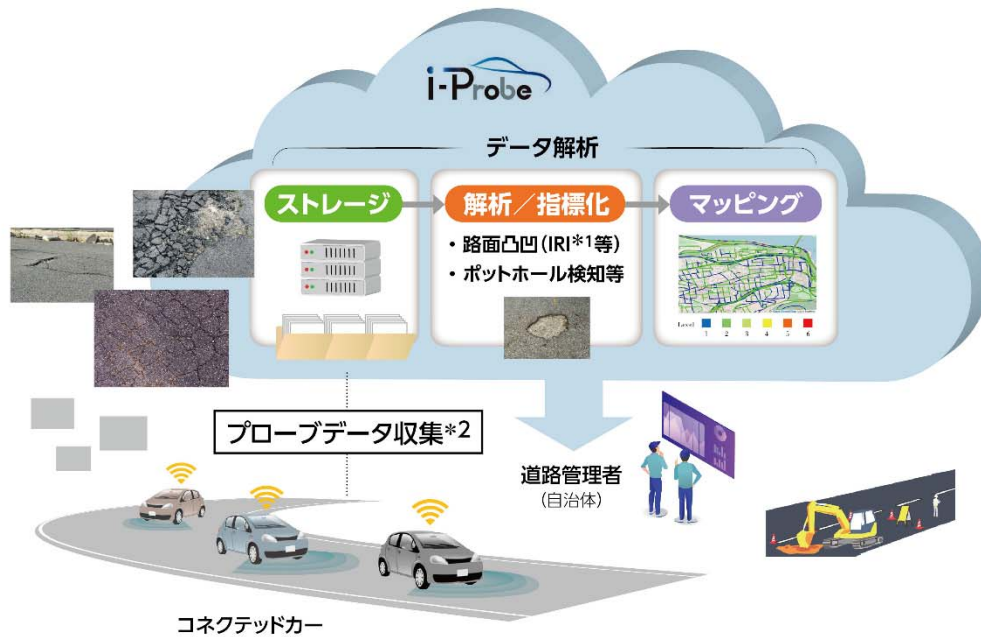 i-Probe
データ解析
ストレージ
解析／指標化
・路面凸凹(IRI*1等)
・ポットホール検知等
マッピング
Level
1 2 3 4 5 6
プローブデータ収集*2
道路管理者
(自治体)
コネクテッドカー